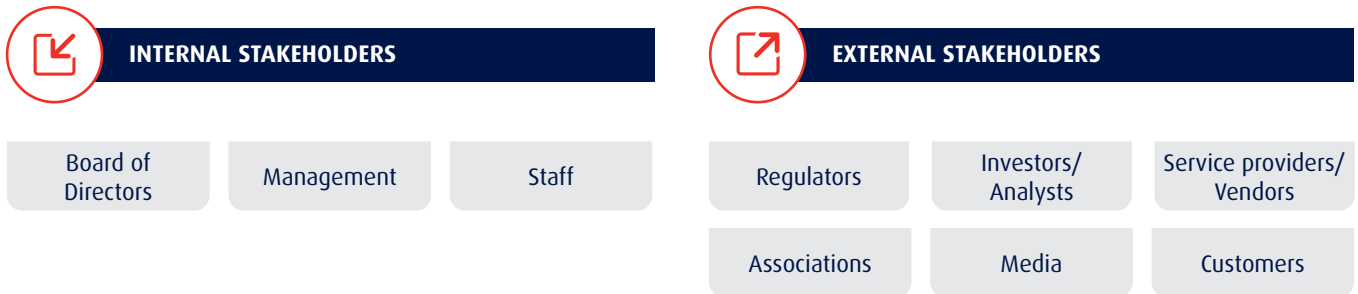 INTERNAL STAKEHOLDERS
Board of
Directors
Management
Staff
EXTERNAL STAKEHOLDERS
Regulators
Investors/
Analysts
Service providers/
Vendors
Associations
Media
Customers